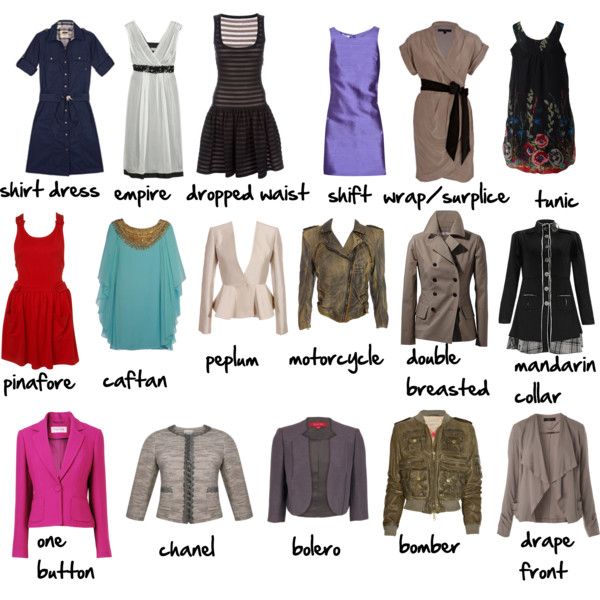 shirt dress
empire
dropped waist
shift
wrap/surplice
tunic
pinafore
caftan
peplum
motorcycle
double
breasted
mandarin
collar
one
button
chanel
bolero
bomber
drape
front